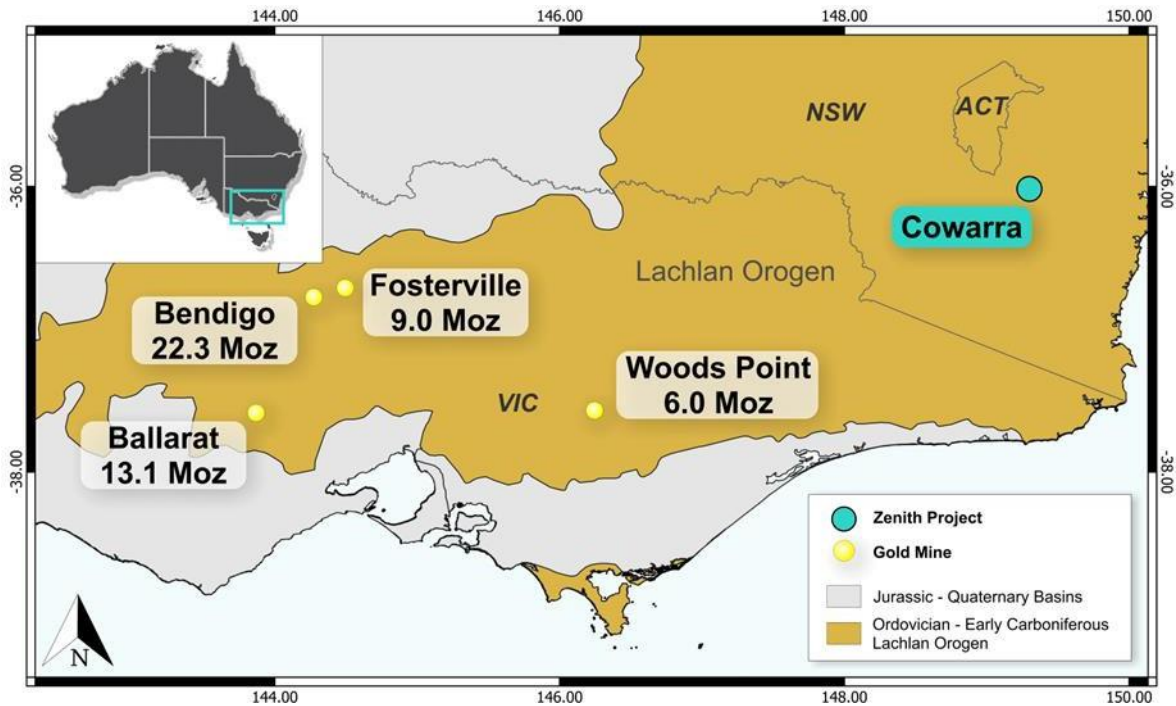 144.00
146.00
148.00
150.00
NSW
ACT
-36.00
-36.00
Cowarra
Lachlan Orogen
Fosterville
9.0 Moz
Bendigo
22.3 Moz
Woods Point
6.0 Moz
VIC
Ballarat
13.1 Moz
-38.00
-38.00
Zenith Project
Gold Mine
Jurassic - Quaternary Basins
Ordovician - Early Carboniferous
Lachlan Orogen
N
144.00
146.00
148.00
150.00